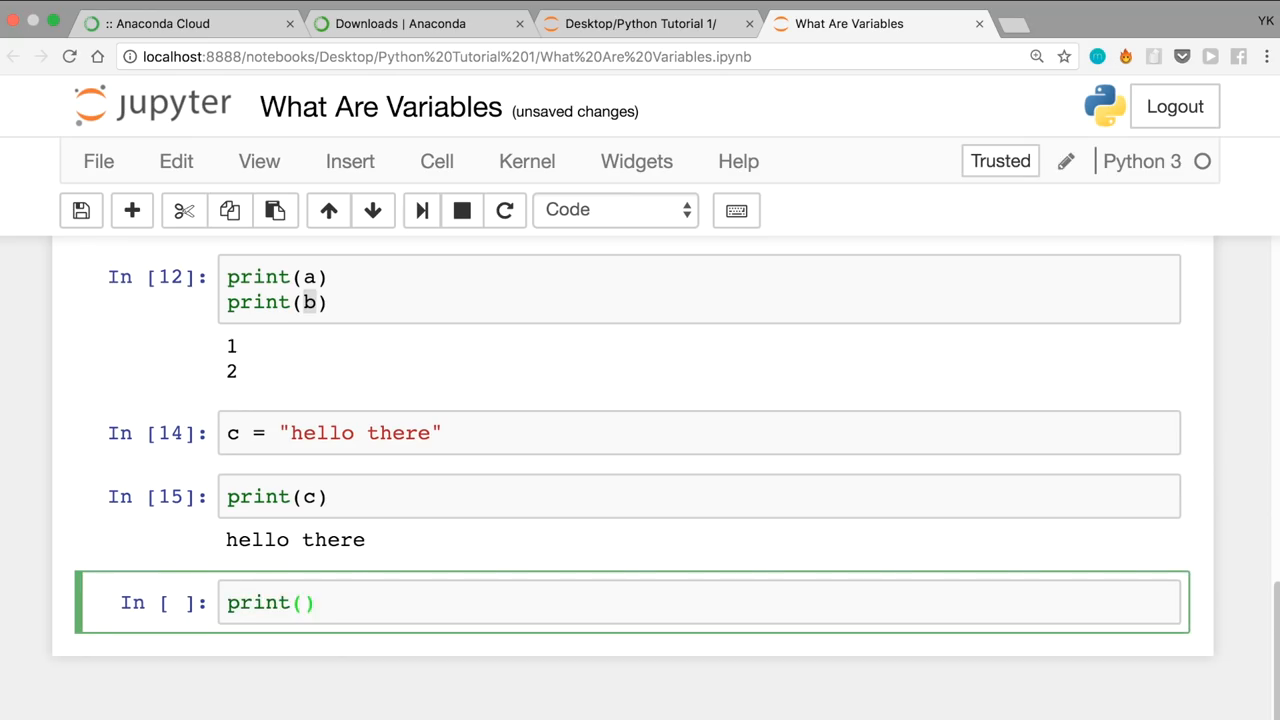 :: Anaconda Cloud
Downloads | Anaconda
Desktop/Python Tutorial 1/
What Are Variables
YK
localhost:8888/notebooks/Desktop/Python%20Tutorial%201/What%20Are%20Variables.ipynb
jupyter What Are Variables (unsaved changes) Logout
File Edit View Insert Cell Kernel Widgets Help Trusted Python 3
Code
In [12]: print(a)
print(b)
1
2
In [14]: c = "hello there"
In [15]: print(c)
hello there
In [ ]: print()